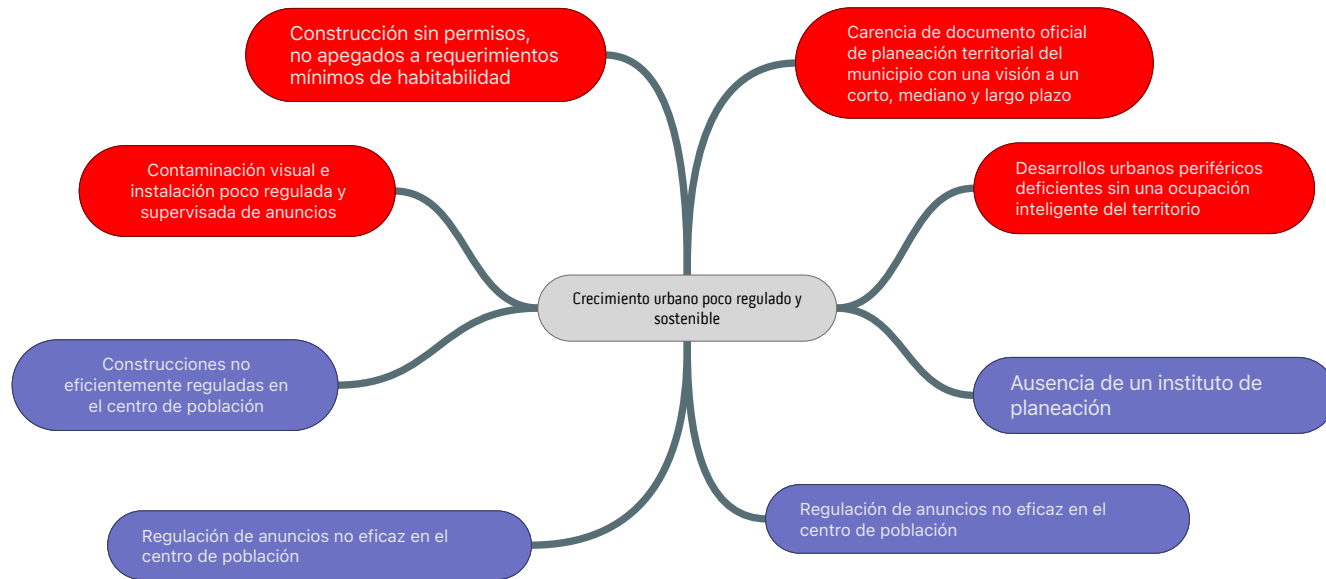 Construcción sin permisos,
no apegados a requerimientos
mínimos de habitabilidad
Carencia de documento oficial
de planeación territorial del
municipio con una visión a un
corto, mediano y largo plazo
Contaminación visual e
instalación poco regulada y
supervisada de anuncios
Desarrollos urbanos periféricos
deficientes sin una ocupación
inteligente del territorio
Crecimiento urbano poco regulado y
sostenible
Construcciones no
eficientemente reguladas en
el centro de población
Ausencia de un instituto de
planeación
Regulación de anuncios no eficaz en el
centro de población
Regulación de anuncios no eficaz en el
centro de población